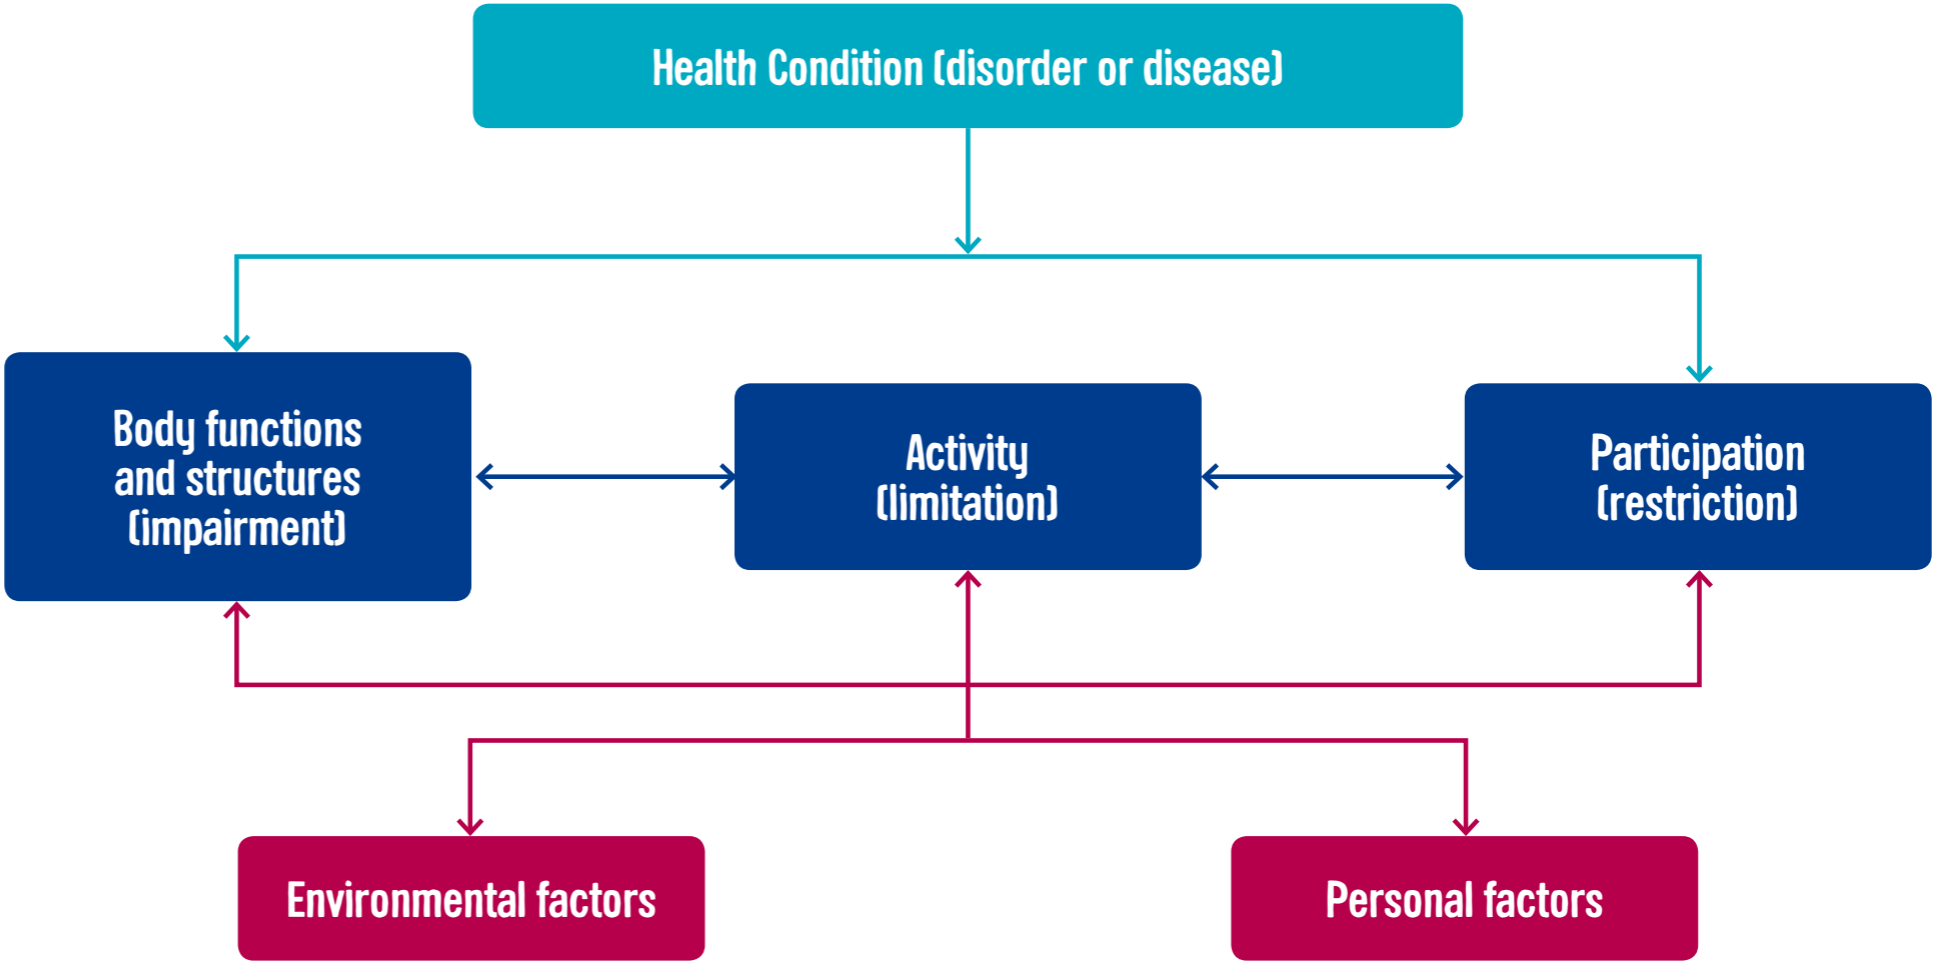 Health Condition (disorder or disease)
Body functions
and structures
(impairment)
Activity
(limitation)
Participation
(restriction)
Environmental factors
Personal factors